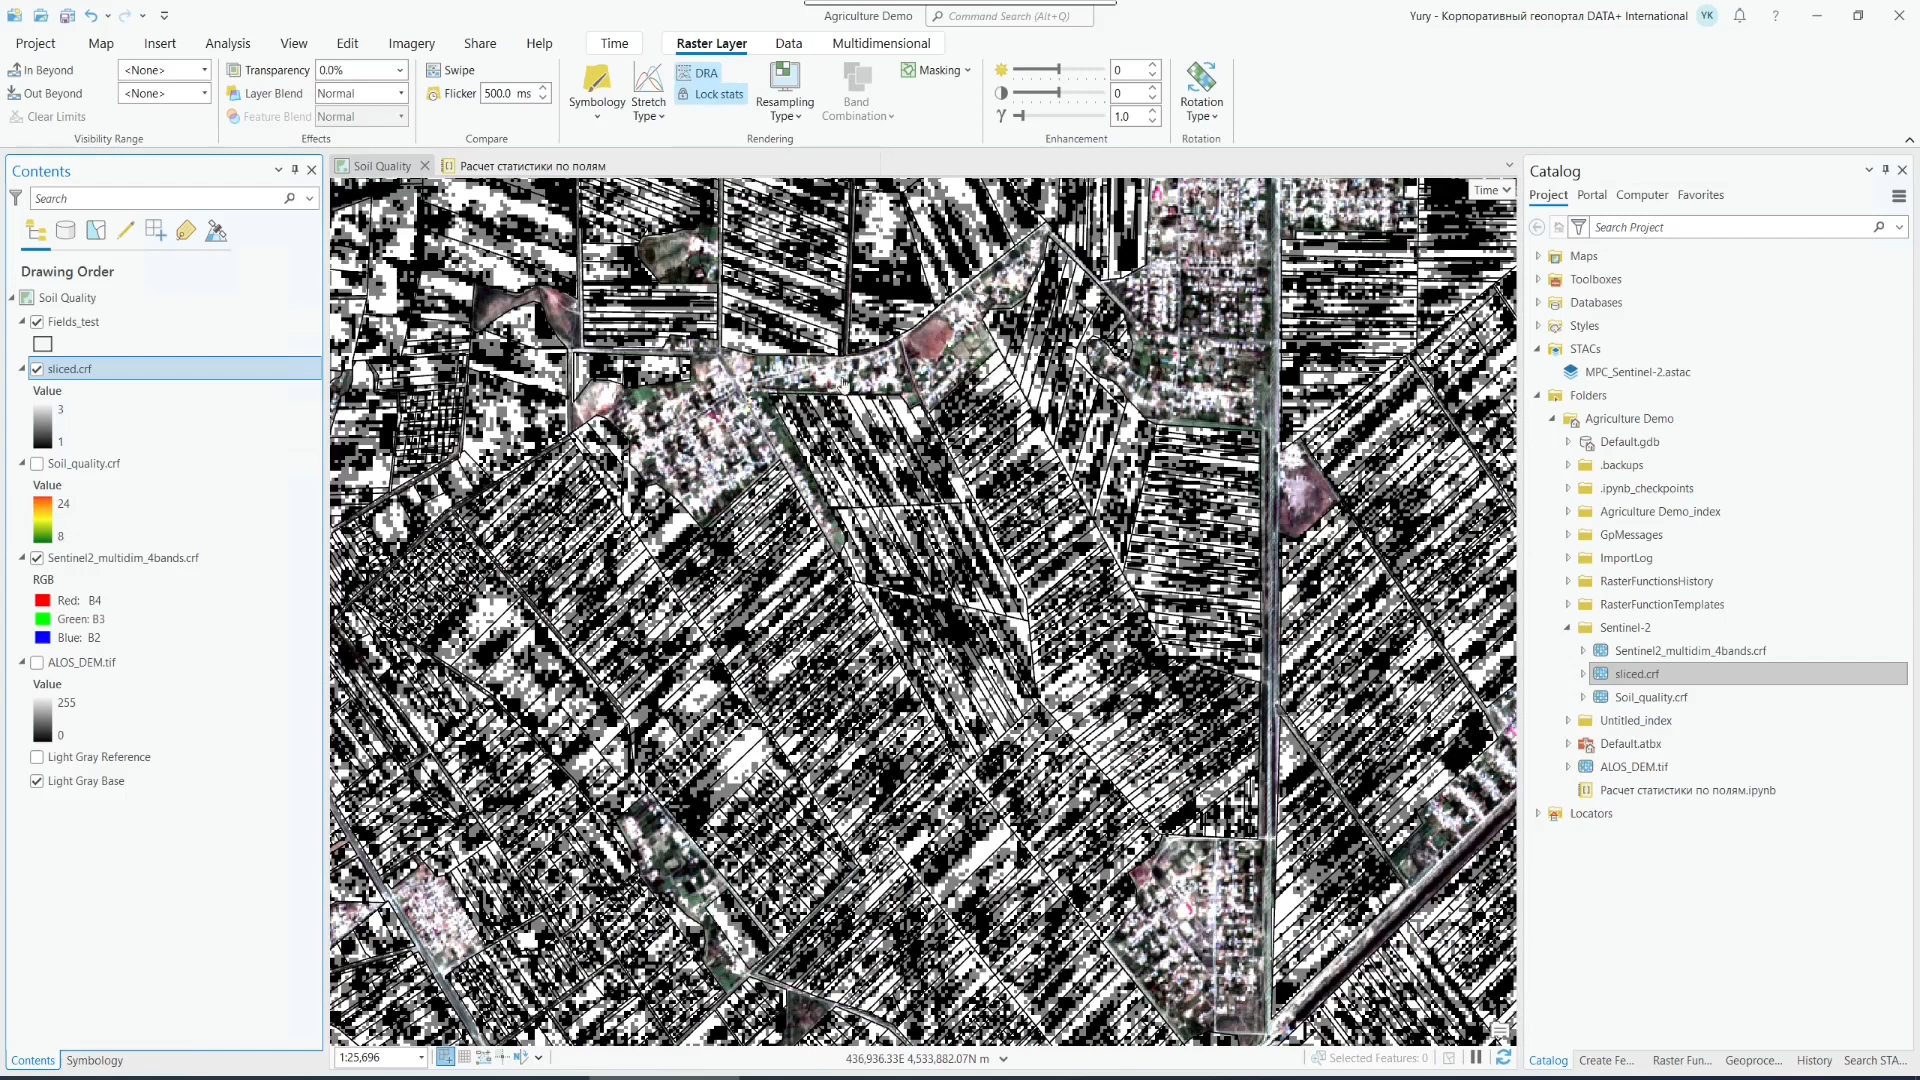 Agriculture Demo
Command Search (Alt+Q)
Yury - Корпоративный геопортал DATA+ International
YK
?
Project
Map
Insert
Analysis
View
Edit
Imagery
Share
Help
Time
Raster Layer
Data
Multidimensional
In Beyond
<None>
Out Beyond
<None>
Clear Limits
Visibility Range
Transparency
0.0%
Layer Blend
Normal
Feature Blend
Normal
Effects
Swipe
Flicker
500.0 ms
Compare
Symbology
Stretch
Type
DRA
Lock stats
Resampling
Type
Band
Combination
Rendering
Masking
0
0
γ
1.0
Enhancement
Rotation
Type
Rotation
Contents
Search
Drawing Order
Soil Quality
Fields_test
sliced.crf
Value
3
1
Soil_quality.crf
Value
24
8
Sentinel2_multidim_4bands.crf
RGB
Red: B4
Green: B3
Blue: B2
ALOS_DEM.tif
Value
255
0
Light Gray Reference
Light Gray Base
Contents
Symbology
Soil Quality
Расчет статистики по полям
Time
1:25,696
436,936.33E 4,533,882.07N m
Selected Features: 0
Catalog
Project
Portal
Computer
Favorites
Search Project
Maps
Toolboxes
Databases
Styles
STACs
MPC_Sentinel-2.astac
Folders
Agriculture Demo
Default.gdb
.backups
.ipynb_checkpoints
Agriculture Demo_index
GpMessages
ImportLog
RasterFunctionsHistory
RasterFunctionTemplates
Sentinel-2
Sentinel2_multidim_4bands.crf
sliced.crf
Soil_quality.crf
Untitled_index
Default.atbx
ALOS_DEM.tif
Расчет статистики по полям.ipynb
Locators
Catalog
Create Fe...
Raster Fun...
Geoproce...
History
Search STA...